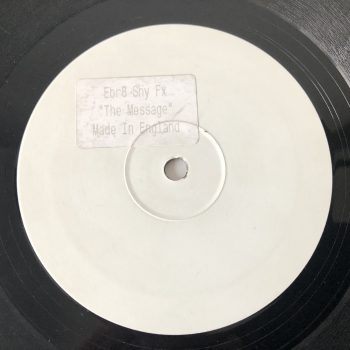 Ebr8 Shy Fx
"The Message"
Made In England